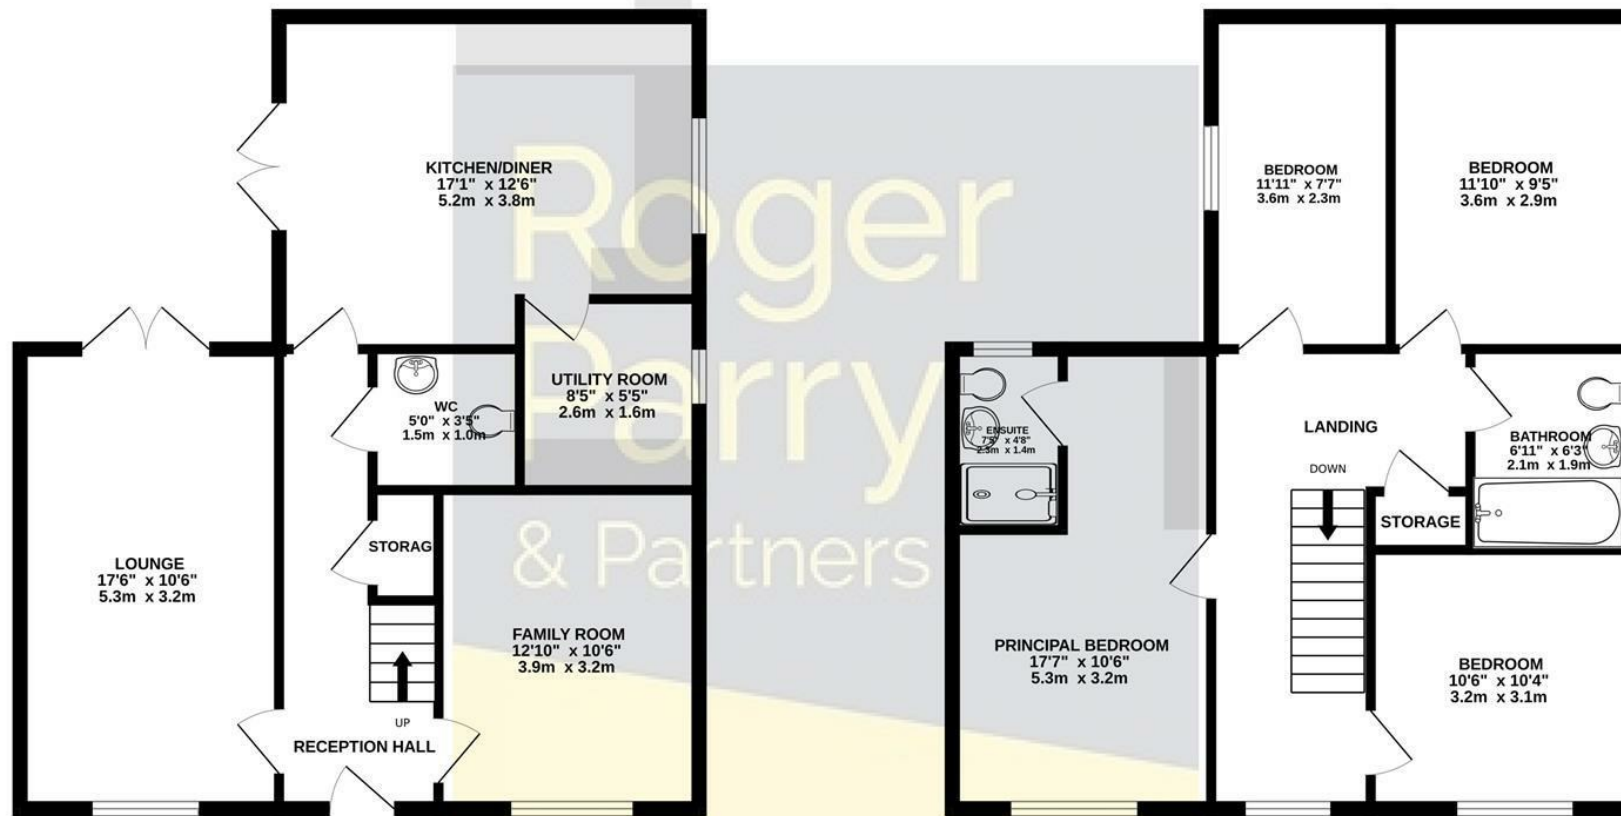 KITCHEN/DINER
17'1" x 12'6"
5.2m x 3.8m
BEDROOM
11'11" x 7'7"
3.6m x 2.3m
BEDROOM
11'10" x 9'5"
3.6m x 2.9m
Roger
Parry
& Partners
UTILITY ROOM
8'5" x 5'5"
2.6m x 1.6m
WC
5'0" x 3'5"
1.5m x 1.0m
LOUNGE
17'6" x 10'6"
5.3m x 3.2m
STORAG
FAMILY ROOM
12'10" x 10'6"
3.9m x 3.2m
UP
RECEPTION HALL
ENSUITE
x 4'8"
x 1.4m
LANDING
DOWN
BATHROOM
6'11" x 6'3"
2.1m x 1.9m
STORAGE
PRINCIPAL BEDROOM
17'7" x 10'6"
5.3m x 3.2m
BEDROOM
10'6" x 10'4"
3.2m x 3.1m